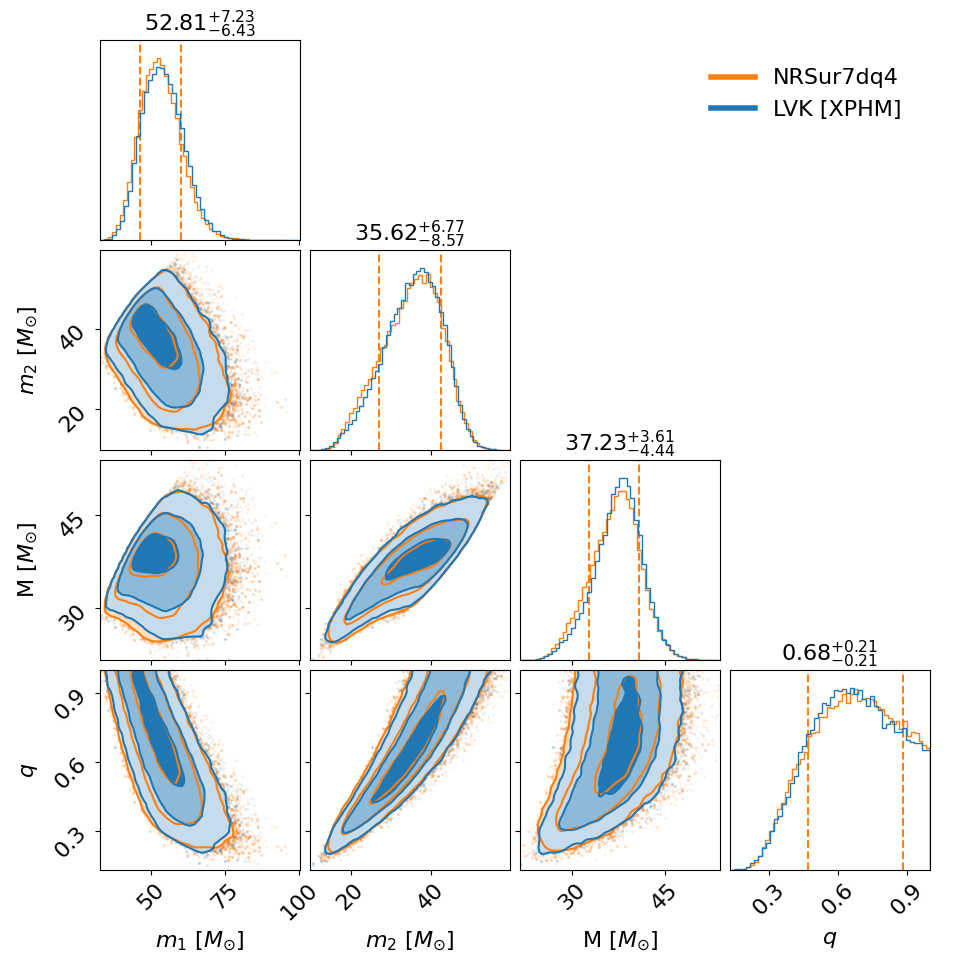 52.81+7.23−6.43
NRSur7dq4
LVK [XPHM]
35.62+6.77−8.57
m2 [M⊙]
40
20
37.23+3.61−4.44
M [M⊙]
45
30
0.68+0.21−0.21
q
0.9
0.6
0.3
50 75 100 20 40 30 45 0.3 0.6 0.9
m1 [M⊙] m2 [M⊙] M [M⊙] q